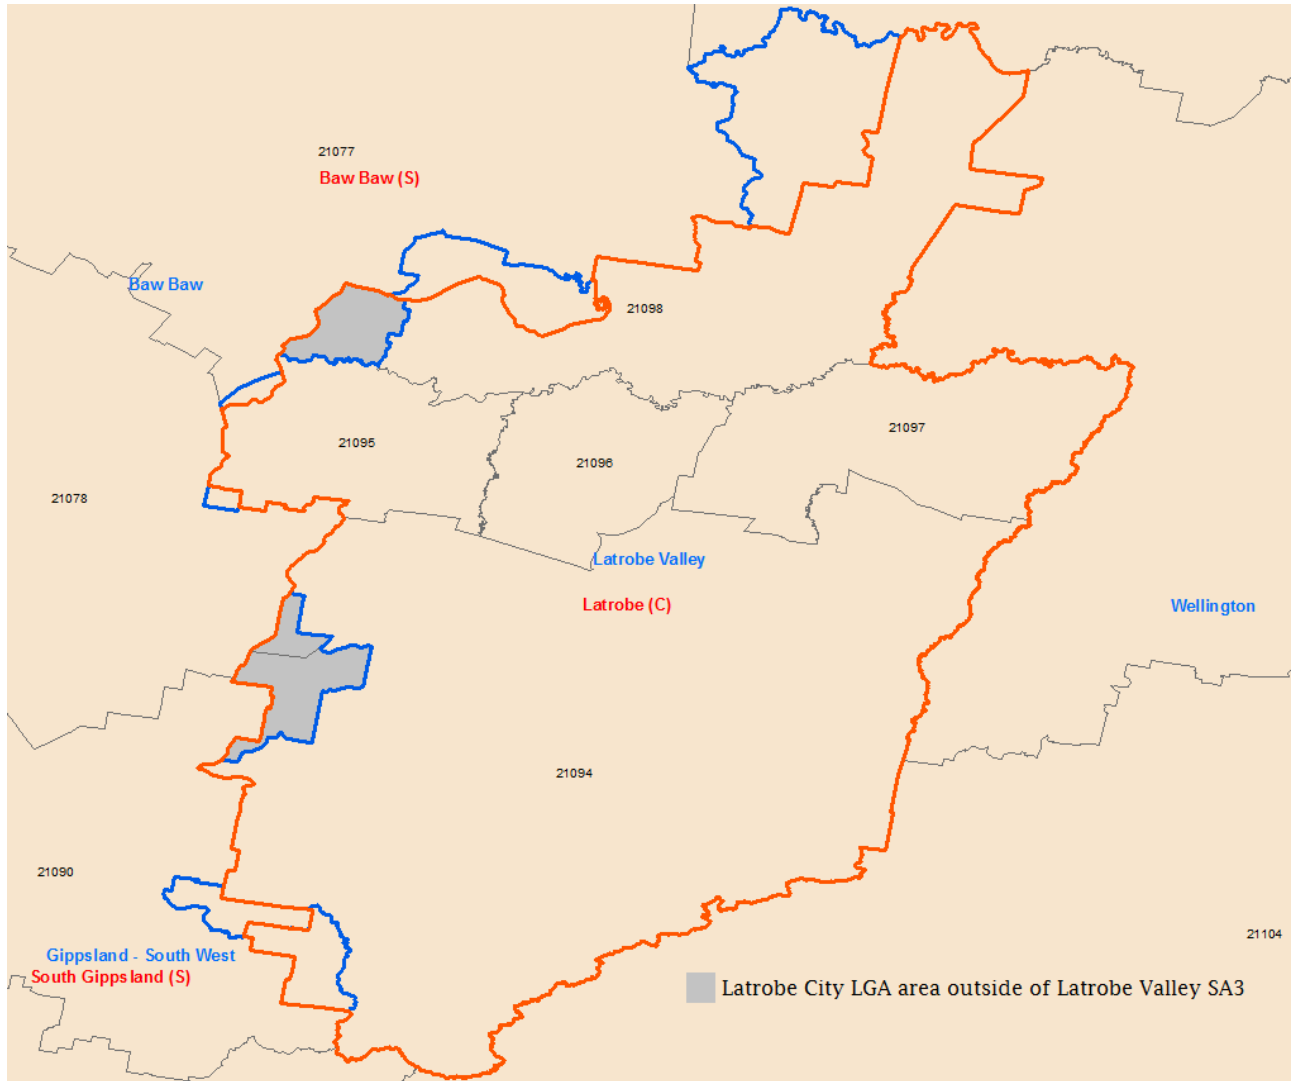 21077
Baw Baw (S)
Baw Baw
21098
21095
21096
21097
21078
Latrobe Valley
Latrobe (C)
Wellington
21094
21090
21104
Gippsland - South West
South Gippsland (S)
Latrobe City LGA area outside of Latrobe Valley SA3